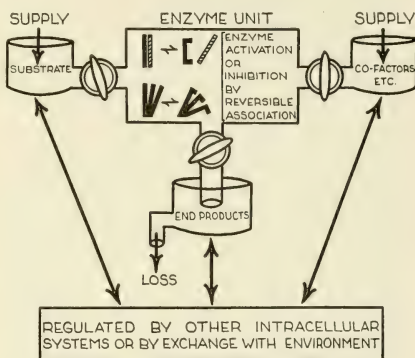 SUPPLY
ENZYME UNIT
SUPPLY
SUBSTRATE
ENZYME
ACTIVATION
OR
INHIBITION
BY
REVERSIBLE
ASSOCIATION
CO-FACTORS
ETC.
END PRODUCTS
LOSS
REGULATED BY OTHER INTRACELLULAR
SYSTEMS OR BY EXCHANGE WITH ENVIRONMENT